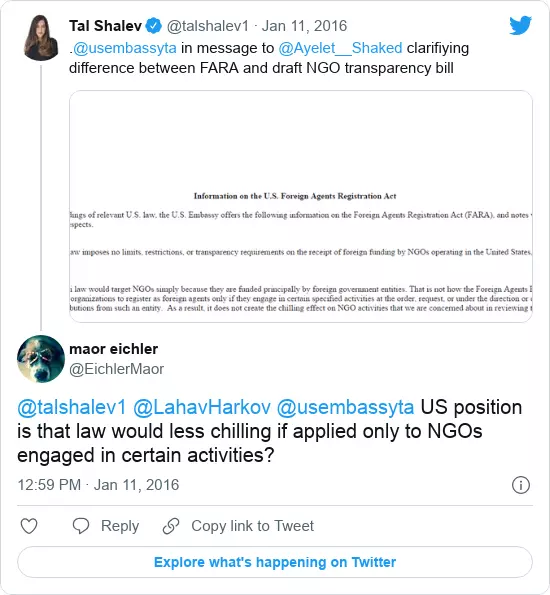 Tal Shalev @talshalev1 · Jan 11, 2016
.@usembassyta in message to @Ayelet__Shaked clarifiying
difference between FARA and draft NGO transparency bill
Information on the U.S. Foreign Agents Registration Act
lings of relevant U.S. law, the U.S. Embassy offers the following information on the Foreign Agents Registration Act (FARA), and notes
spects.
aw imposes no limits, restrictions, or transparency requirements on the receipt of foreign funding by NGOs operating in the United States,
law would target NGOs simply because they are funded principally by foreign government entities. That is not how the Foreign Agents
organizations to register as foreign agents only if they engage in certain specified activities at the order, request, or under the direction or
butions from such an entity. As a result, it does not create the chilling effect on NGO activities that we are concerned about in reviewing
maor eichler
@EichlerMaor
@talshalev1 @LahavHarkov @usembassyta US position
is that law would less chilling if applied only to NGOs
engaged in certain activities?
12:59 PM · Jan 11, 2016
Reply Copy link to Tweet
Explore what's happening on Twitter